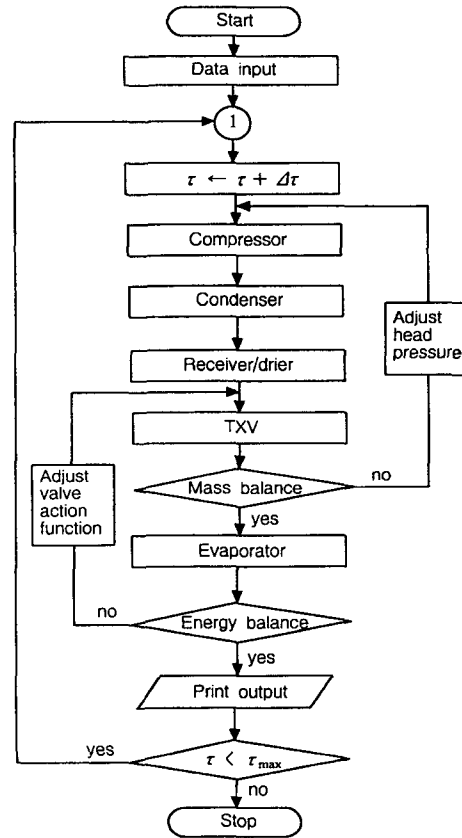 Start
Data input
1
τ ← τ + Δτ
Compressor
Condenser
Adjust
head
pressure
Receiver/drier
TXV
Adjust
valve
action
function
Mass balance
no
yes
Evaporator
no
Energy balance
yes
Print output
yes
τ < τmax
no
Stop